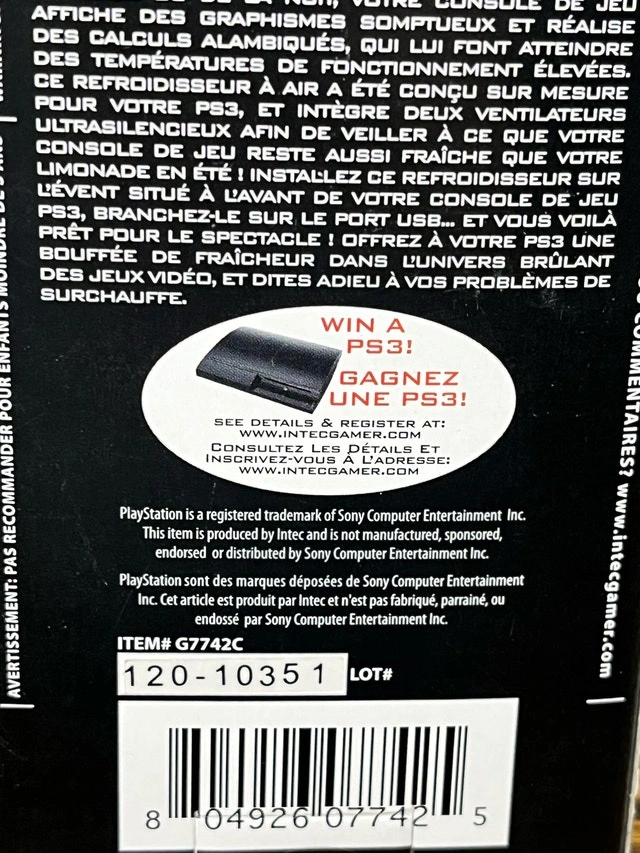 VOTRE CONSOLE DE JEU
AFFICHE DES GRAPHISMES SOMPTUEUX ET RÉALISE
DES CALCULS ALAMBIQUÉS, QUI LUI FONT ATTEINDRE
DES TEMPÉRATURES DE FONCTIONNEMENT ÉLEVÉES.
CE REFROIDISSEUR À AIR A ÉTÉ CONÇU SUR MESURE
POUR VOTRE PS3, ET INTÈGRE DEUX VENTILATEURS
ULTRASILENCIEUX AFIN DE VEILLER À CE QUE VOTRE
CONSOLE DE JEU RESTE AUSSI FRAÎCHE QUE VOTRE
LIMONADE EN ÉTÉ ! INSTALLEZ CE REFROIDISSEUR SUR
L'ÉVENT SITUÉ À L'AVANT DE VOTRE CONSOLE DE JEU
PS3, BRANCHEZ-LE SUR LE PORT USB... ET VOUS VOILÀ
PRÊT POUR LE SPECTACLE ! OFFREZ À VOTRE PS3 UNE
BOUFFÉE DE FRAÎCHEUR DANS L'UNIVERS BRÛLANT
DES JEUX VIDÉO, ET DITES ADIEU À VOS PROBLÈMES DE
SURCHAUFFE.
WIN A
PS3!
GAGNEZ
UNE PS3!
SEE DETAILS & REGISTER AT:
WWW.INTECGAMER.COM
CONSULTEZ LES DÉTAILS ET
INSCRIVEZ-VOUS À L'ADRESSE:
WWW.INTECGAMER.COM
PlayStation is a registered trademark of Sony Computer Entertainment Inc.
This item is produced by Intec and is not manufactured, sponsored,
endorsed or distributed by Sony Computer Entertainment Inc.
PlayStation sont des marques déposées de Sony Computer Entertainment
Inc. Cet article est produit par Intec et n'est pas fabriqué, parrainé, ou
endossé par Sony Computer Entertainment Inc.
ITEM# G7742C
120-10351 LOT#
8 04926 07742 5
AVERTISSEMENT: PAS RECOMMANDER POUR ENFANTS MOINDRE DE 3 ANS
COMMENTAIRES? www.intecgamer.com